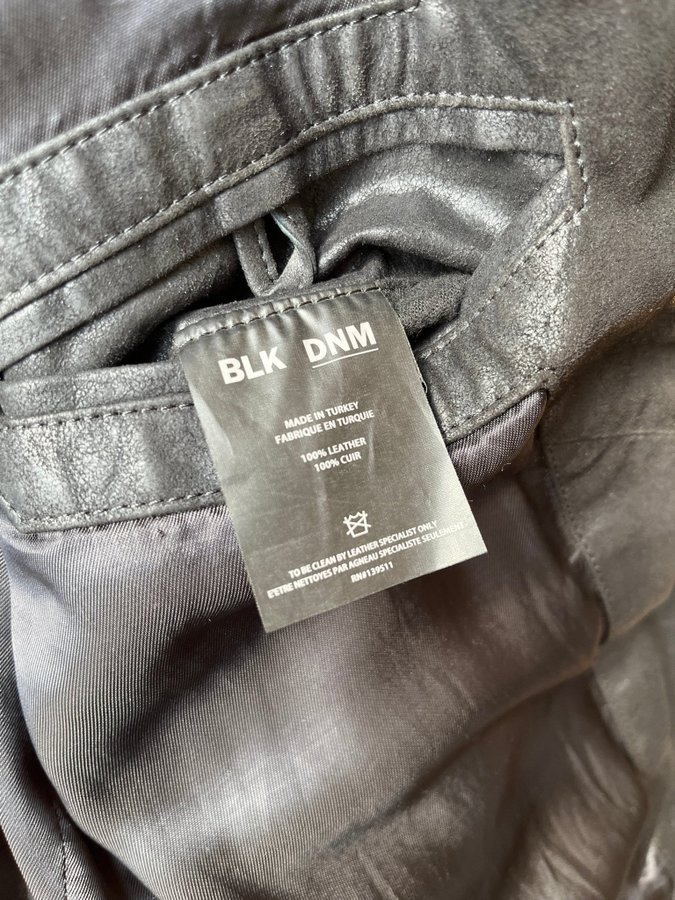 BLK DNM
MADE IN TURKEY
FABRIQUE EN TURQUIE
100% LEATHER
100% CUIR
TO BE CLEAN BY LEATHER SPECIALIST ONLY
E'ETRE NETTOYES PAR AGNEAU SPECIALISTE SEULEMENT
RN#139511